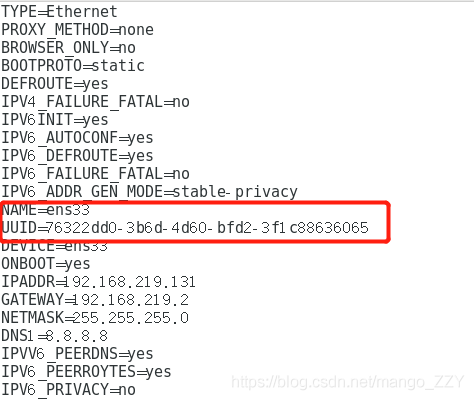 TYPE=Ethernet
PROXY_METHOD=none
BROWSER_ONLY=no
BOOTPROTO=static
DEFROUTE=yes
IPV4_FAILURE_FATAL=no
IPV6INIT=yes
IPV6_AUTOCONF=yes
IPV6_DEFROUTE=yes
IPV6_FAILURE_FATAL=no
IPV6_ADDR_GEN_MODE=stable-privacy
NAME=ens33
UUID=76322dd0-3b6d-4d60-bfd2-3f1c88636065
DEVICE=ens33
ONBOOT=yes
IPADDR=192.168.219.131
GATEWAY=192.168.219.2
NETMASK=255.255.255.0
DNS1=8.8.8.8
IPVV6_PEERDNS=yes
IPV6_PEERROYTES=yes
IPV6_PRIVACY=no
https://blog.csdn.net/mango_ZZY